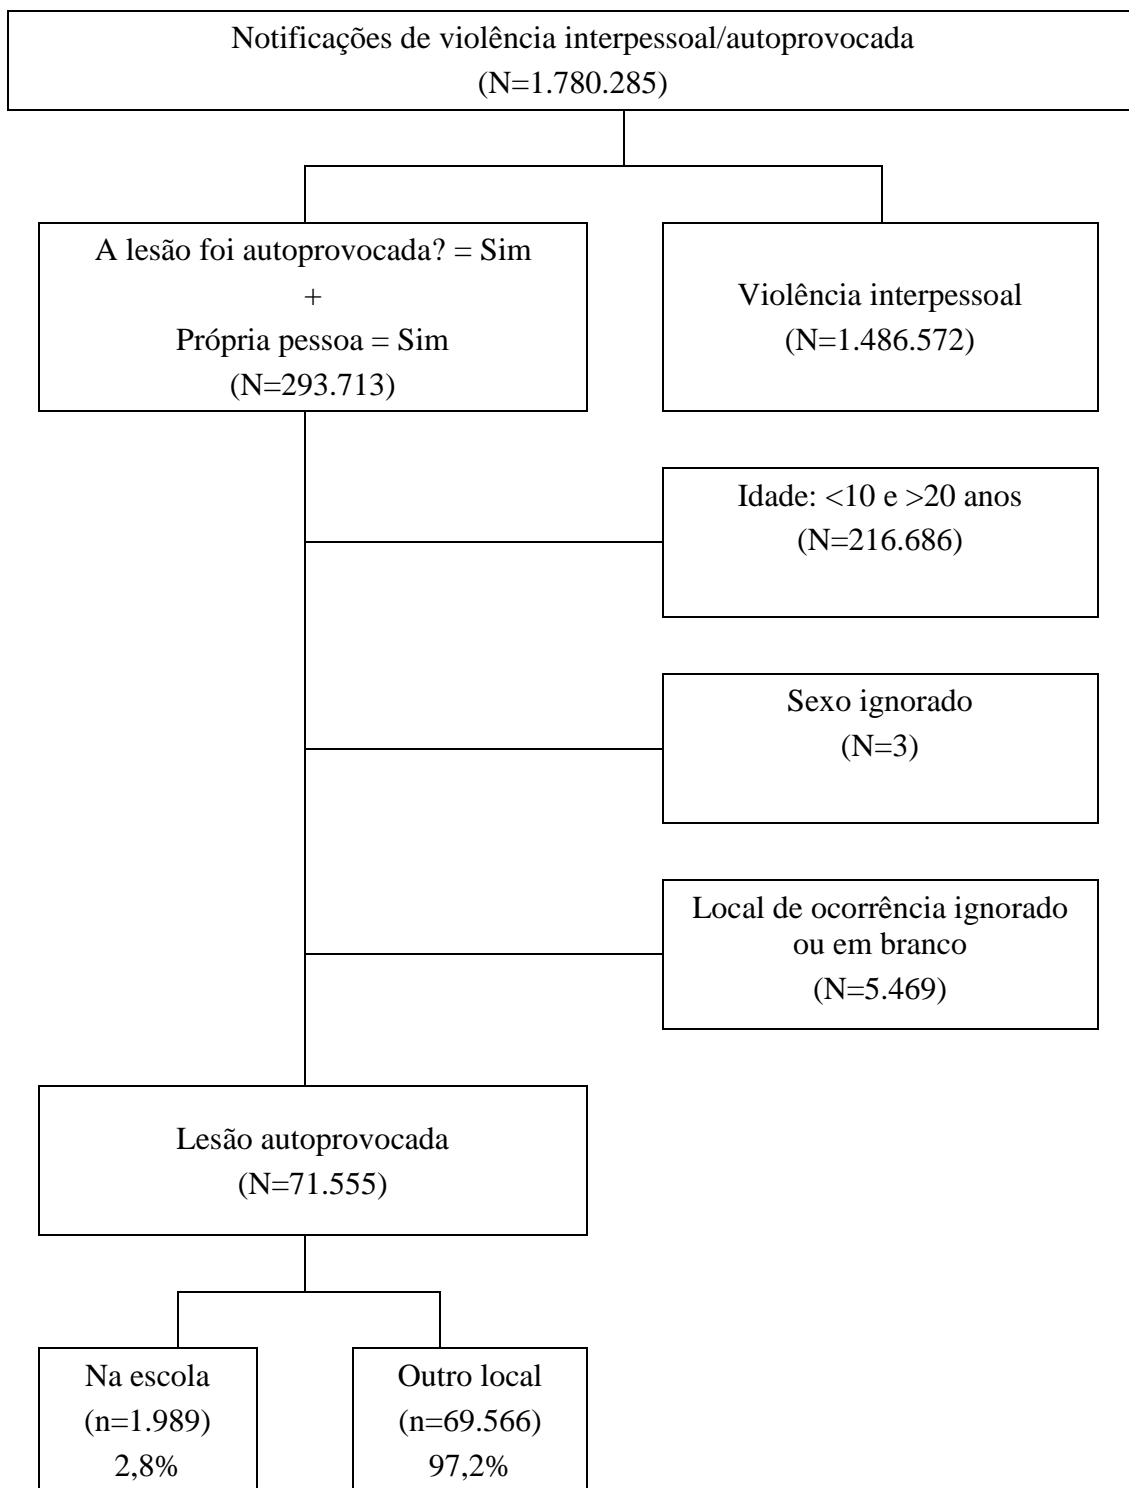 Notificações de violência interpessoal/autoprovocada
(N=1.780.285)
A lesão foi autoprovocada? = Sim
+
Própria pessoa = Sim
(N=293.713)
Violência interpessoal
(N=1.486.572)
Idade: <10 e >20 anos
(N=216.686)
Sexo ignorado
(N=3)
Local de ocorrência ignorado
ou em branco
(N=5.469)
Lesão autoprovocada
(N=71.555)
Na escola
(n=1.989)
2,8%
Outro local
(n=69.566)
97,2%